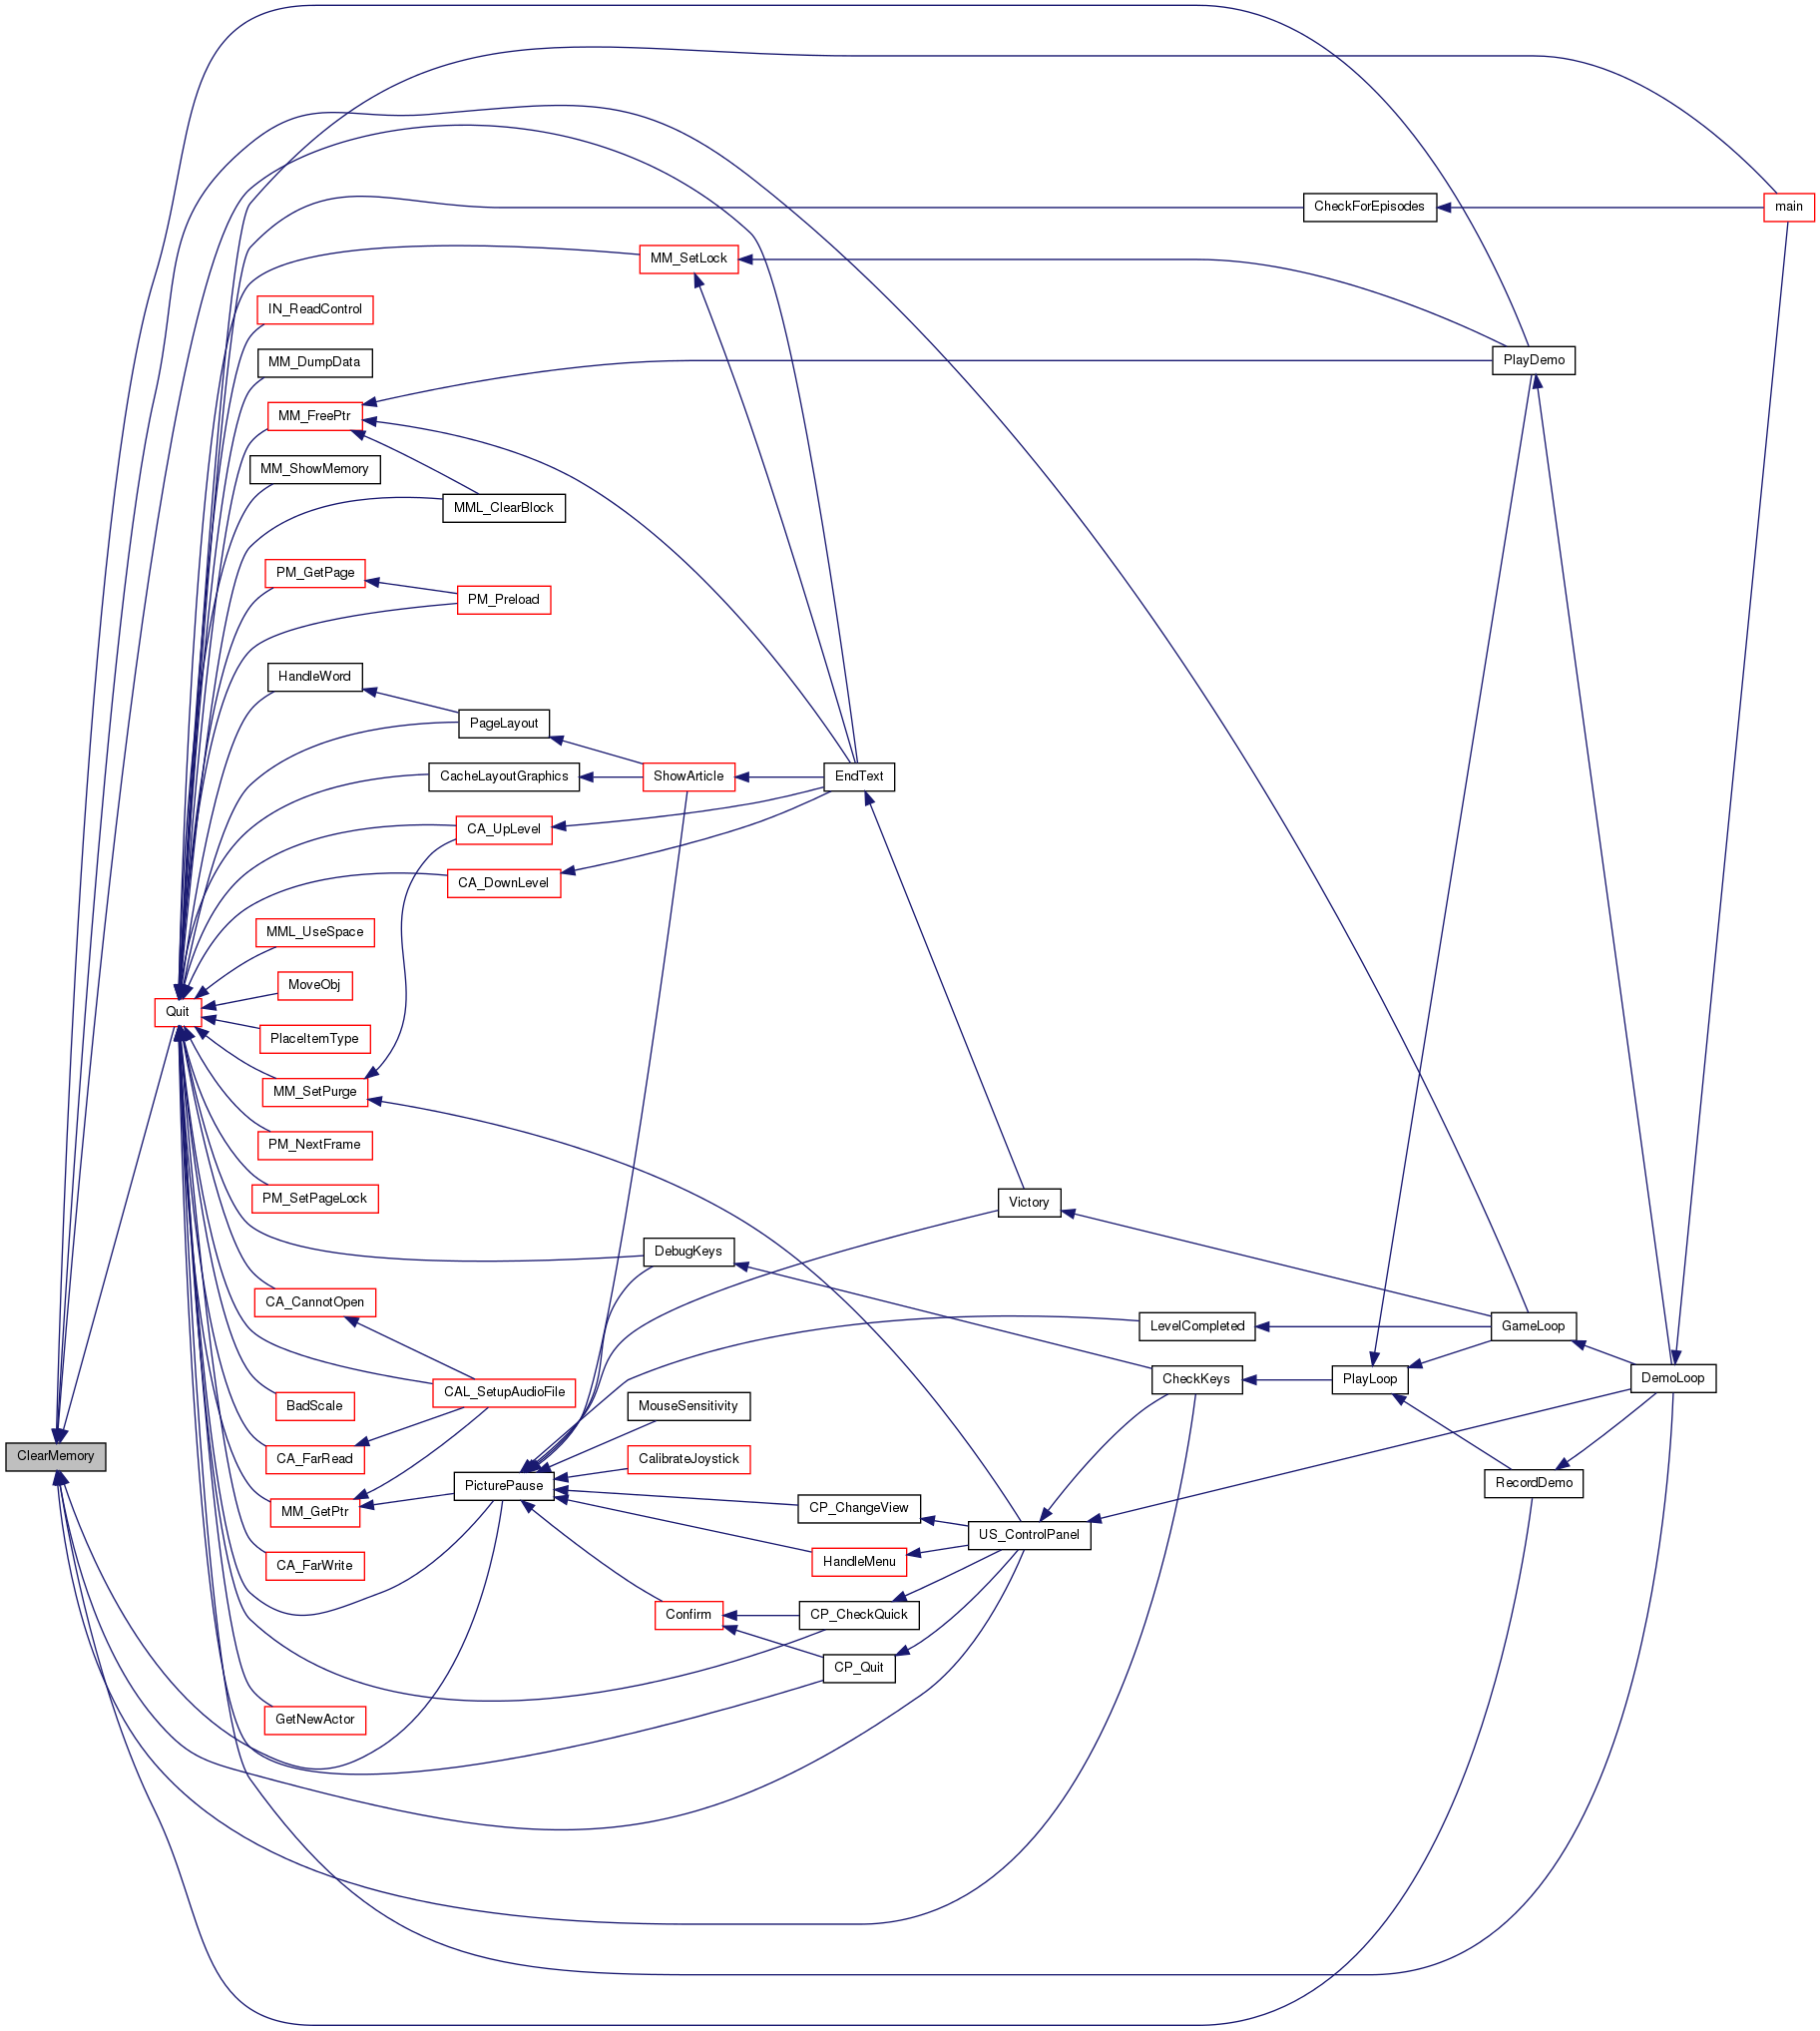 CheckForEpisodes
main
MM_SetLock
IN_ReadControl
MM_DumpData
PlayDemo
MM_FreePtr
MM_ShowMemory
MML_ClearBlock
PM_GetPage
PM_Preload
HandleWord
PageLayout
CacheLayoutGraphics
ShowArticle
EndText
CA_UpLevel
CA_DownLevel
MML_UseSpace
MoveObj
Quit
PlaceItemType
MM_SetPurge
PM_NextFrame
PM_SetPageLock
Victory
DebugKeys
CA_CannotOpen
LevelCompleted
GameLoop
CheckKeys
PlayLoop
DemoLoop
CAL_SetupAudioFile
BadScale
MouseSensitivity
ClearMemory
CA_FarRead
CalibrateJoystick
PicturePause
RecordDemo
MM_GetPtr
CP_ChangeView
US_ControlPanel
CA_FarWrite
HandleMenu
Confirm
CP_CheckQuick
CP_Quit
GetNewActor